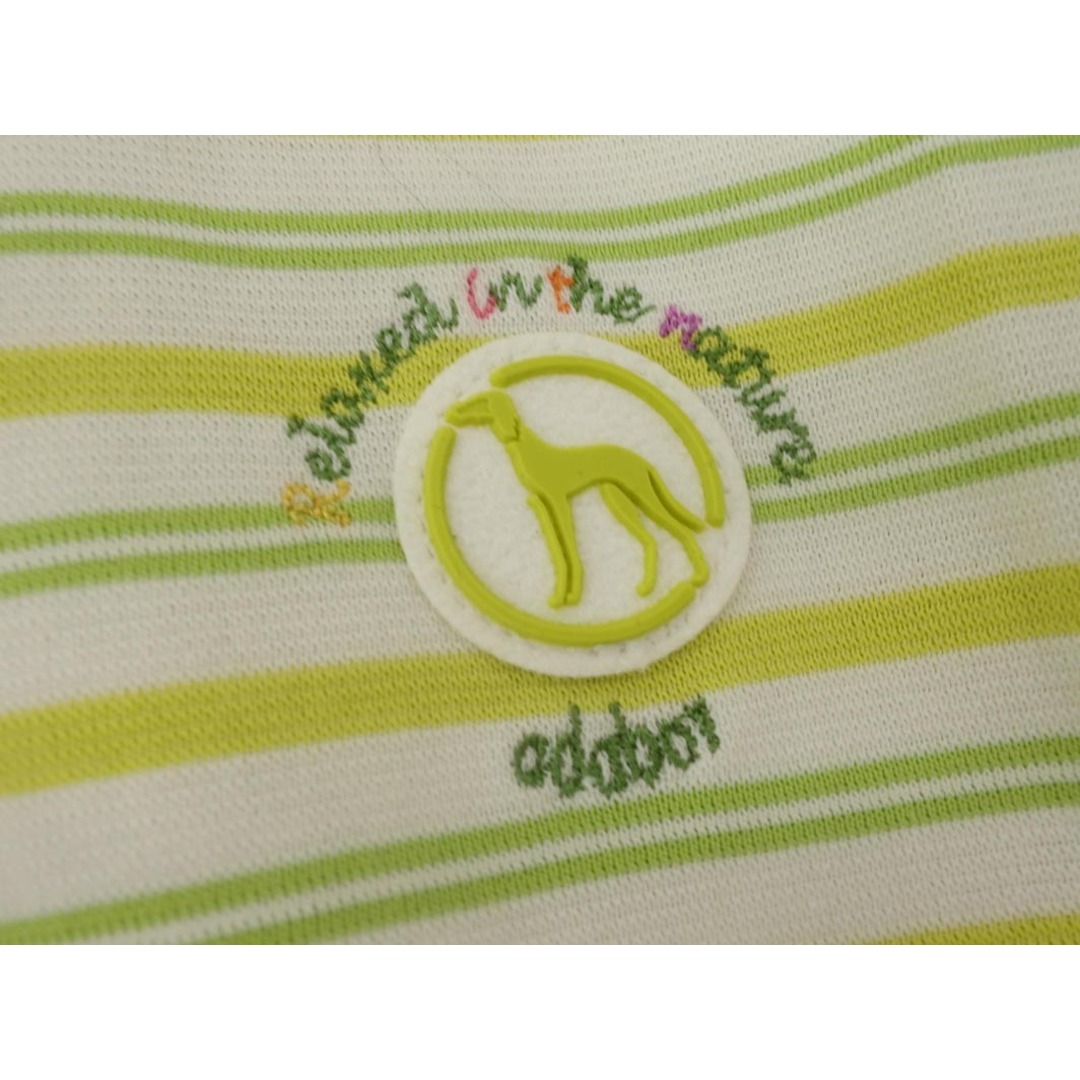 Relaxed in the nature
adabat